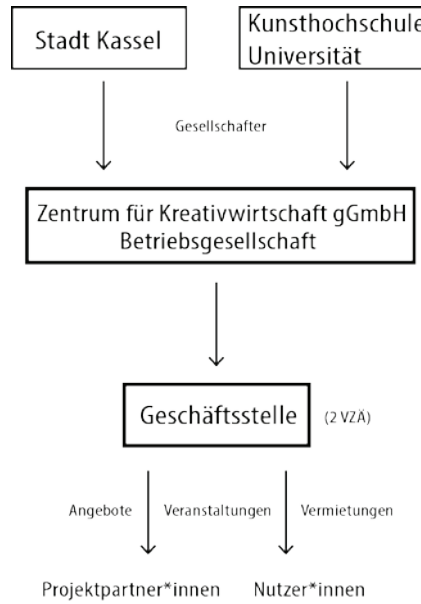 Stadt Kassel
Kunsthochschule
Universität
Gesellschafter
Zentrum für Kreativwirtschaft gGmbH
Betriebsgesellschaft
Geschäftsstelle
(2 VZÄ)
Angebote
Veranstaltungen
Vermietungen
Projektpartner*innen
Nutzer*innen